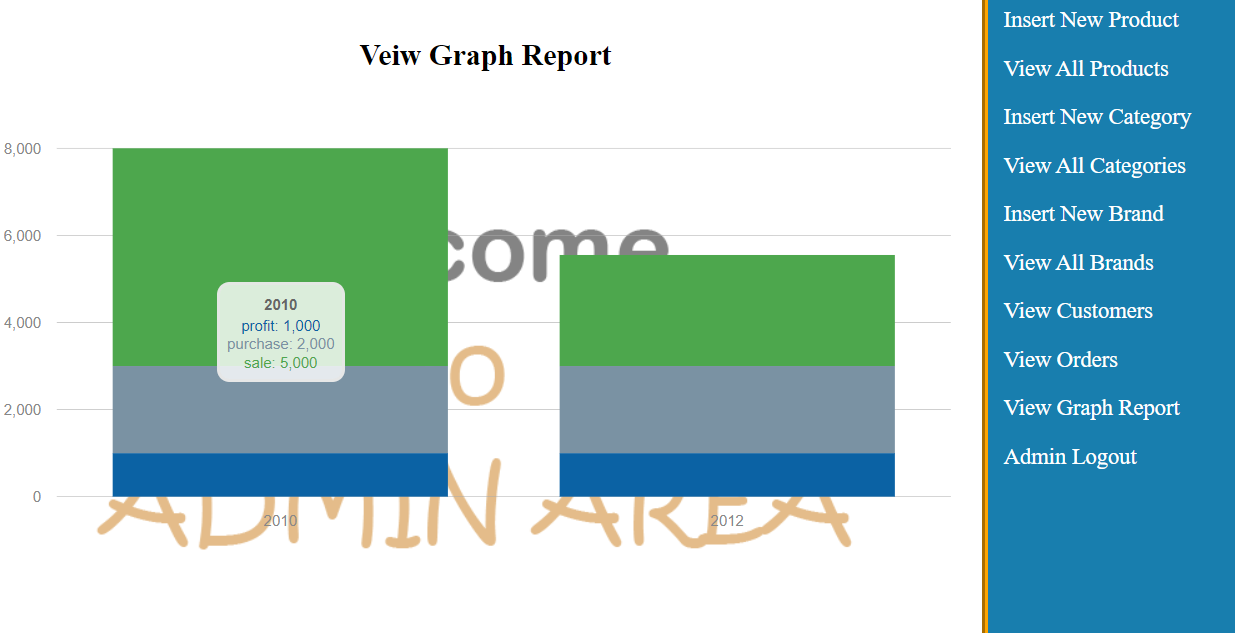 Veiw Graph Report
8,000
6,000
4,000
2,000
0
come
O
2010
profit: 1,000
purchase: 2,000
sale: 5,000
ADMIN AREA
2010
2012
Insert New Product
View All Products
Insert New Category
View All Categories
Insert New Brand
View All Brands
View Customers
View Orders
View Graph Report
Admin Logout